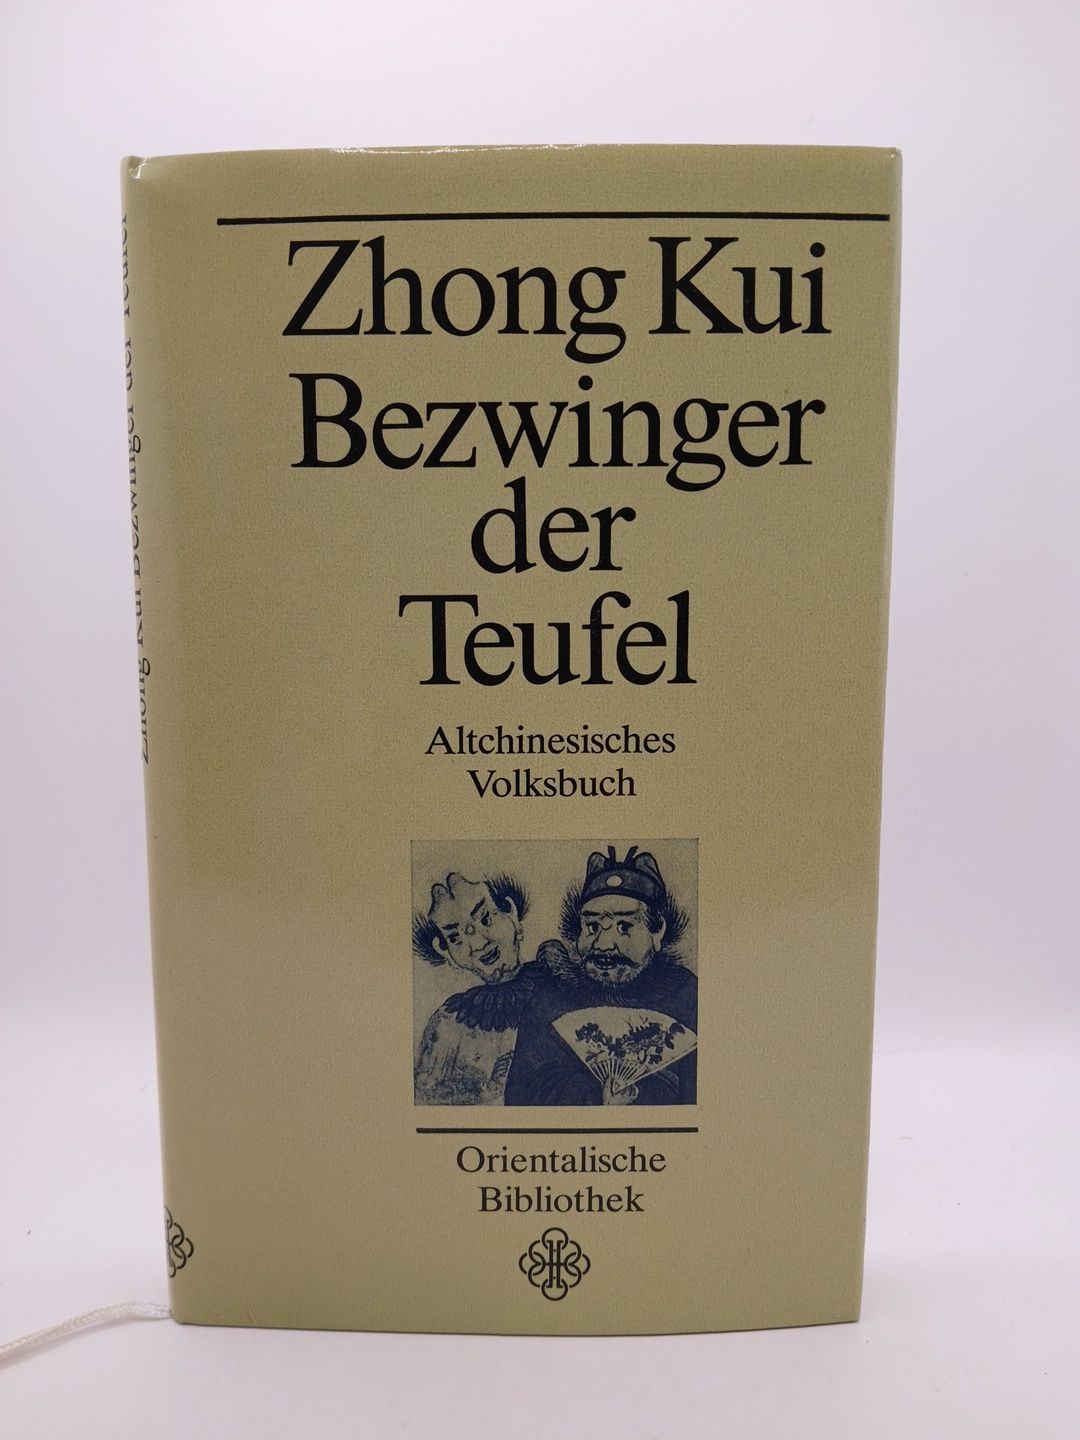 Zhong Kui
Bezwinger
der
Teufel
Altchinesisches
Volksbuch
Orientalische
Bibliothek
Zhong Kui Bezwinger der Teufel